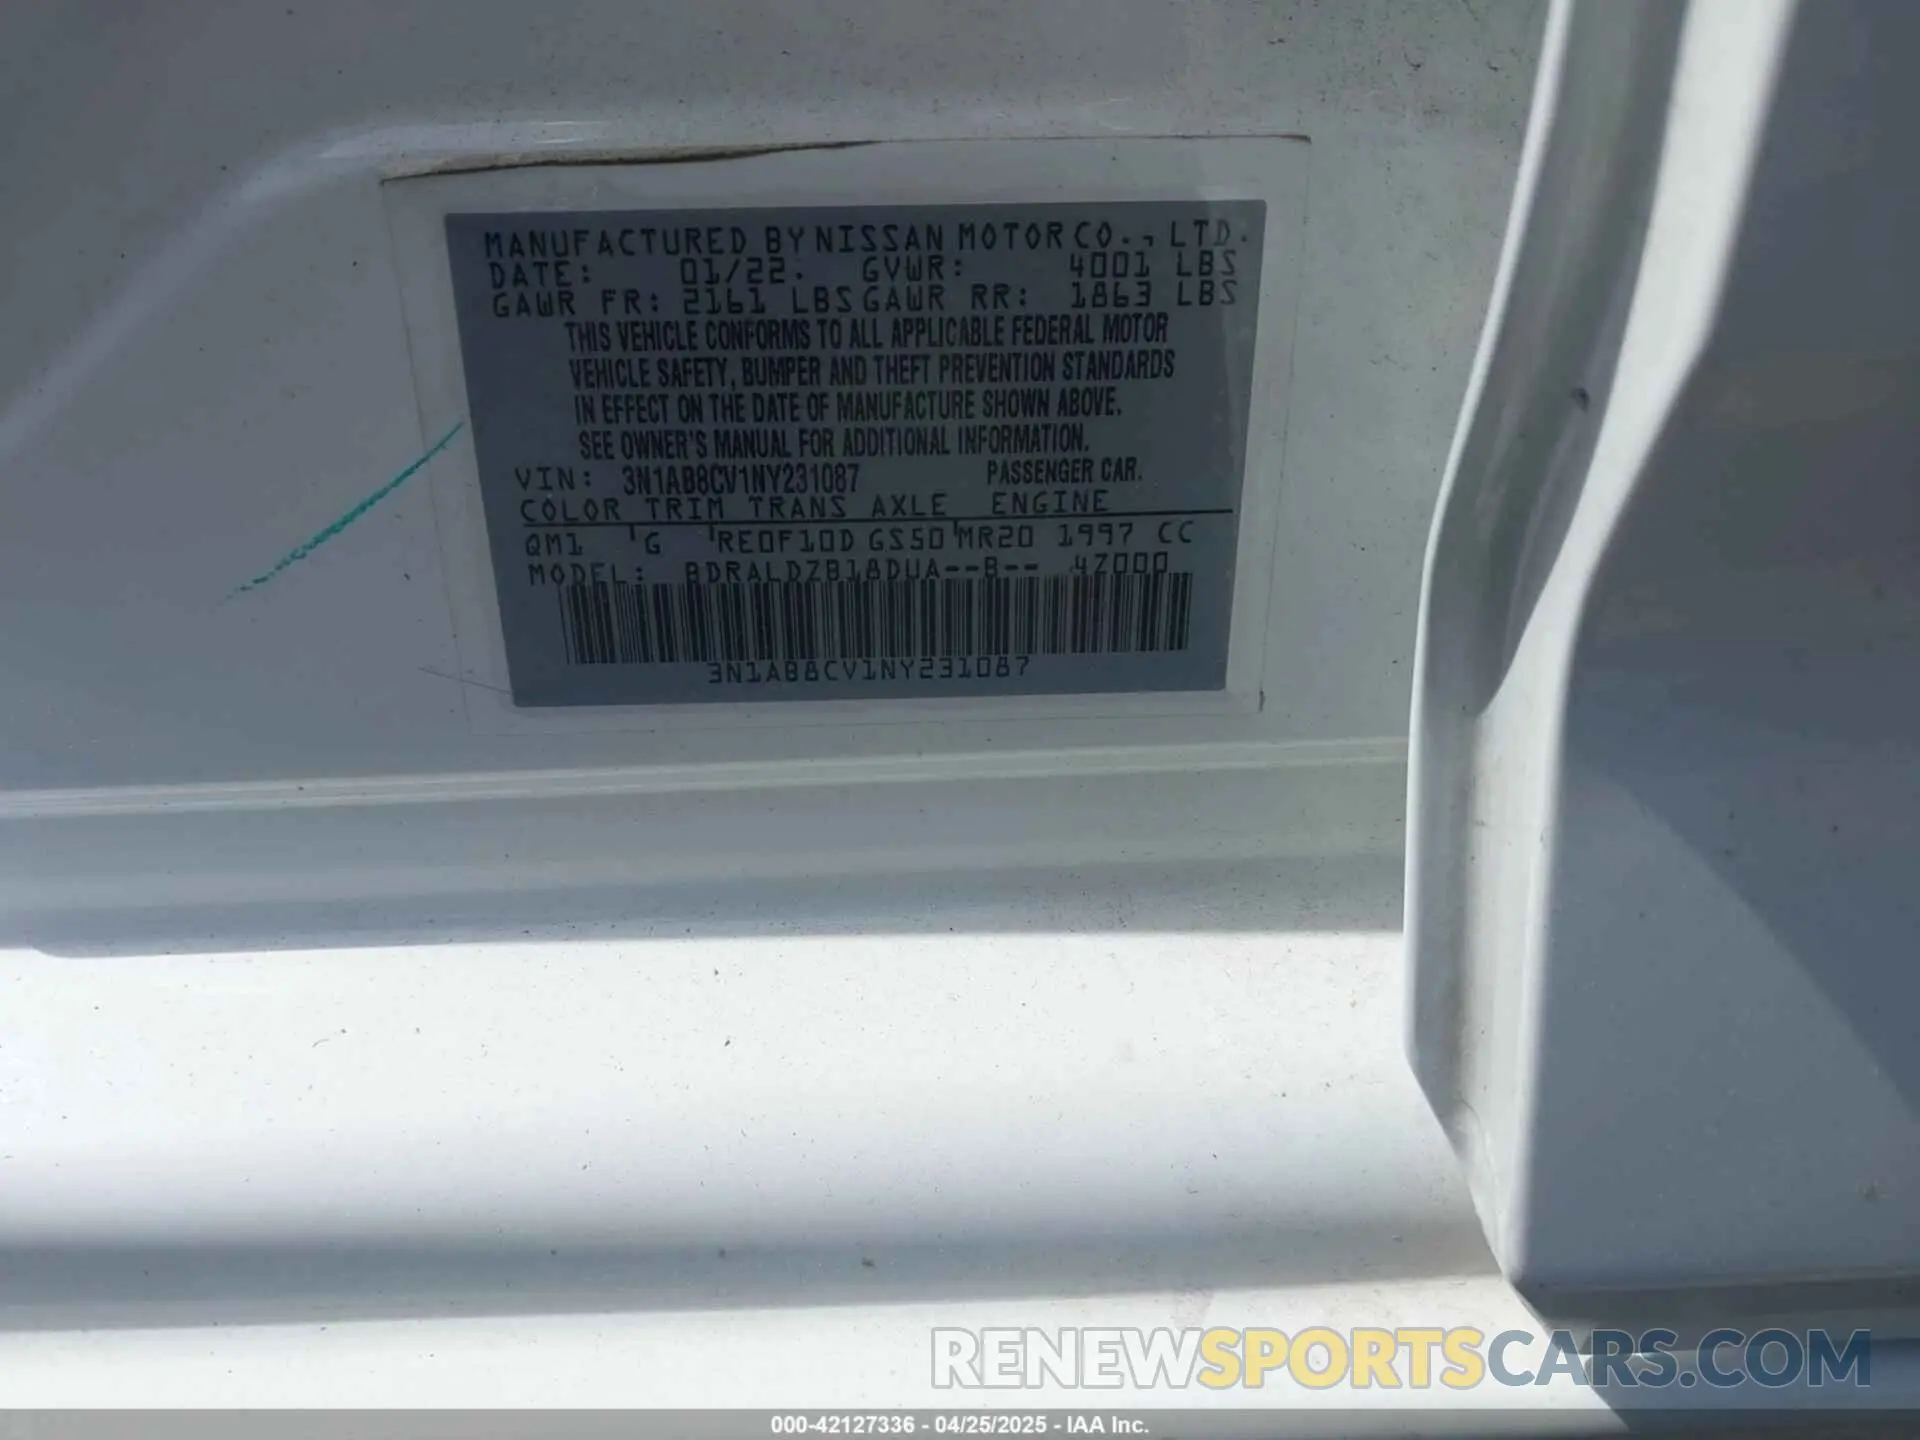 MANUFACTURED BY NISSAN MOTOR CO., LTD.
DATE: 01/22. GVWR: 4001 LBS
GAWR FR: 2161 LBS GAWR RR: 1863 LBS
THIS VEHICLE CONFORMS TO ALL APPLICABLE FEDERAL MOTOR
VEHICLE SAFETY, BUMPER AND THEFT PREVENTION STANDARDS
IN EFFECT ON THE DATE OF MANUFACTURE SHOWN ABOVE.
SEE OWNER'S MANUAL FOR ADDITIONAL INFORMATION.
VIN: 3N1AB8CV1NY231087 PASSENGER CAR.
COLOR TRIM TRANS AXLE ENGINE
QM1 G RE0F10D GS50 MR20 1997 CC
MODEL: BDRALDZB18DUA--B-- 4Z000
3N1AB8CV1NY231087
RENEWSPORTSCARS.COM
000-42127336 - 04/25/2025 - IAA Inc.